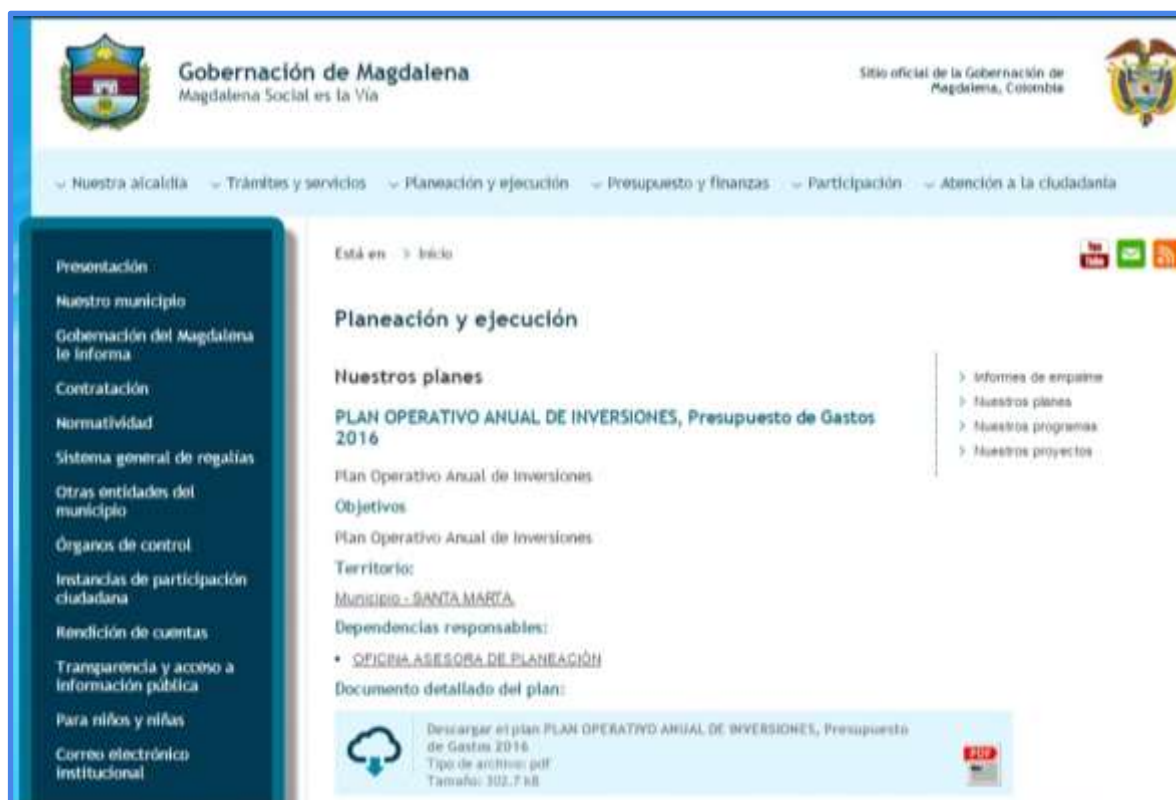 Gobernación de Magdalena
Magdalena Social es la Vía
Sitio oficial de la Gobernación de
Magdalena, Colombia
Nuestra alcaldía
Trámites y servicios
Planeación y ejecución
Presupuesto y finanzas
Participación
Atención a la ciudadanía
Presentación
Nuestro municipio
Gobernación del Magdalena
le informa
Contratación
Normatividad
Sistema general de regalías
Otras entidades del
municipio
Órganos de control
Instancias de participación
ciudadana
Rendición de cuentas
Transparencia y acceso a
información pública
Para niños y niñas
Correo electrónico
institucional
Está en > Inicio
You
Tube
Planeación y ejecución
Nuestros planes
PLAN OPERATIVO ANUAL DE INVERSIONES, Presupuesto de Gastos
2016
Plan Operativo Anual de Inversiones
Objetivos
Plan Operativo Anual de Inversiones
Territorio:
Municipio - SANTA MARTA.
Dependencias responsables:
• OFICINA ASESORA DE PLANEACIÓN
Documento detallado del plan:
Descargar el plan PLAN OPERATIVO ANUAL DE INVERSIONES, Presupuesto
de Gastos 2016
Tipo de archivo: pdf
Tamaño: 302.7 kB
PDF
> Informes de empalme
> Nuestros planes
> Nuestros programas
> Nuestros proyectos